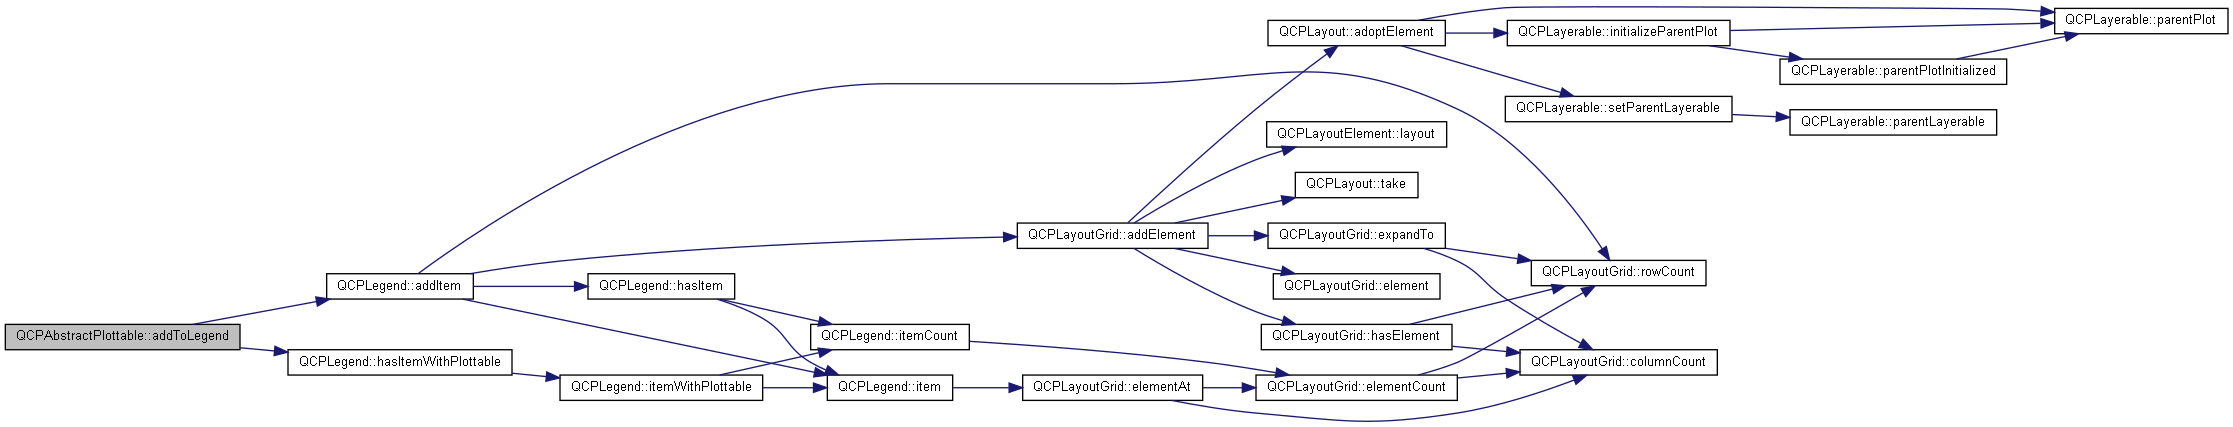 QCPLayerable::parentPlot
QCPLayout::adoptElement
QCPLayerable::initializeParentPlot
QCPLayerable::parentPlotInitialized
QCPLayerable::setParentLayerable
QCPLayerable::parentLayerable
QCPLayoutElement::layout
QCPLayout::take
QCPLayoutGrid::addElement
QCPLayoutGrid::expandTo
QCPLayoutGrid::rowCount
QCPLegend::addItem
QCPLegend::hasItem
QCPLayoutGrid::element
QCPAbstractPlottable::addToLegend
QCPLegend::itemCount
QCPLayoutGrid::hasElement
QCPLegend::hasItemWithPlottable
QCPLayoutGrid::columnCount
QCPLegend::itemWithPlottable
QCPLegend::item
QCPLayoutGrid::elementAt
QCPLayoutGrid::elementCount